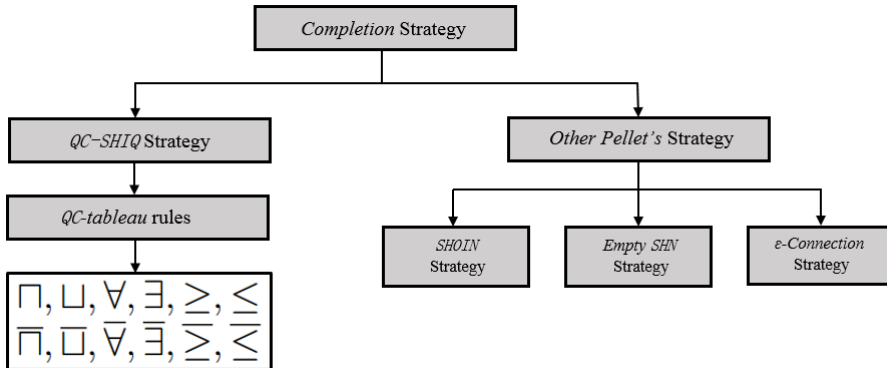 Completion Strategy
QC-SHIQ Strategy
Other Pellet's Strategy
QC-tableau rules
SHOIN
Strategy
Empty SHN
Strategy
ε-Connection
Strategy
⊓, ⊔, ∀, ∃, ≥, ≤
⊓̅, ⊔̅, ∀̅, ∃̅, ≥̅, ≤̅